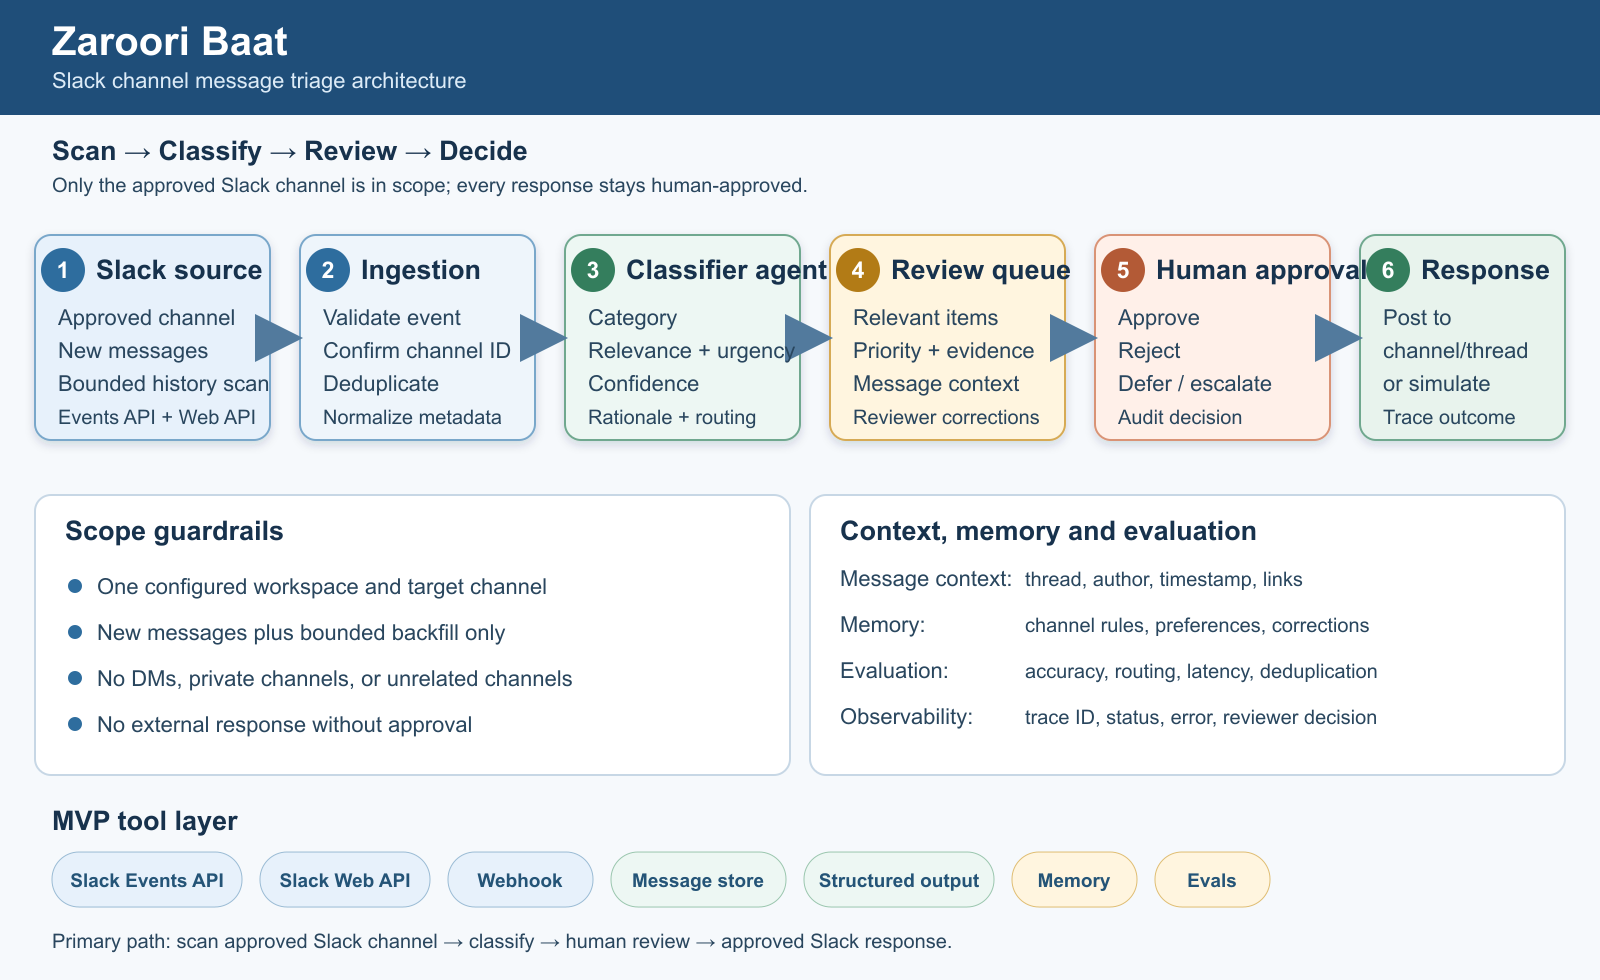 Zaroori Baat
Slack channel message triage architecture
Scan → Classify → Review → Decide
Only the approved Slack channel is in scope; every response stays human-approved.
1 Slack source
Approved channel
New messages
Bounded history scan
Events API + Web API
2 Ingestion
Validate event
Confirm channel ID
Deduplicate
Normalize metadata
3 Classifier agent
Category
Relevance + urgency
Confidence
Rationale + routing
4 Review queue
Relevant items
Priority + evidence
Message context
Reviewer corrections
5 Human approval
Approve
Reject
Defer / escalate
Audit decision
6 Response
Post to
channel/thread
or simulate
Trace outcome
Scope guardrails
One configured workspace and target channel
New messages plus bounded backfill only
No DMs, private channels, or unrelated channels
No external response without approval
Context, memory and evaluation
Message context: thread, author, timestamp, links
Memory: channel rules, preferences, corrections
Evaluation: accuracy, routing, latency, deduplication
Observability: trace ID, status, error, reviewer decision
MVP tool layer
Slack Events API
Slack Web API
Webhook
Message store
Structured output
Memory
Evals
Primary path: scan approved Slack channel → classify → human review → approved Slack response.